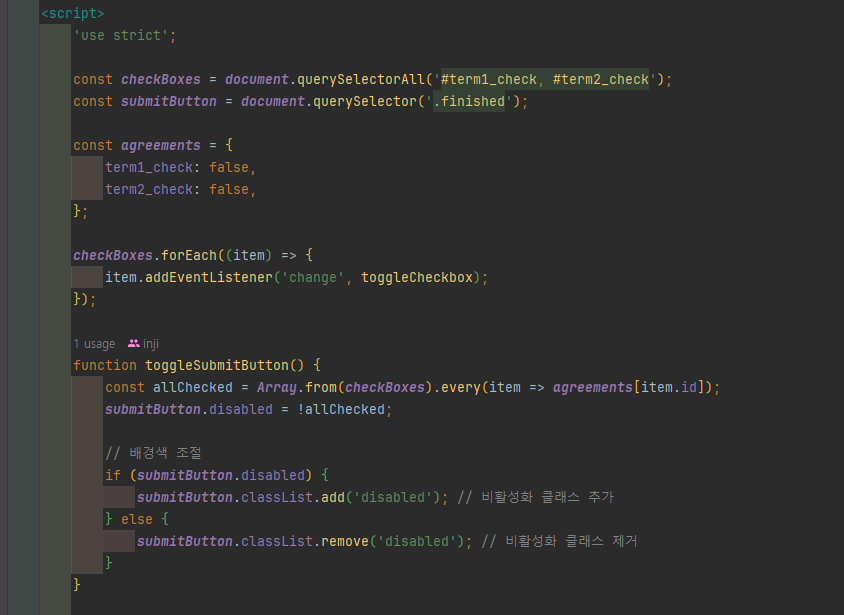 <script>
'use strict';
const checkBoxes = document.querySelectorAll('#term1_check, #term2_check');
const submitButton = document.querySelector('.finished');
const agreements = {
term1_check: false,
term2_check: false,
};
checkBoxes.forEach((item) => {
item.addEventListener('change', toggleCheckbox);
});
1 usage inji
function toggleSubmitButton() {
const allChecked = Array.from(checkBoxes).every(item => agreements[item.id]);
submitButton.disabled = !allChecked;
// 배경색 조절
if (submitButton.disabled) {
submitButton.classList.add('disabled'); // 비활성화 클래스 추가
} else {
submitButton.classList.remove('disabled'); // 비활성화 클래스 제거
}
}